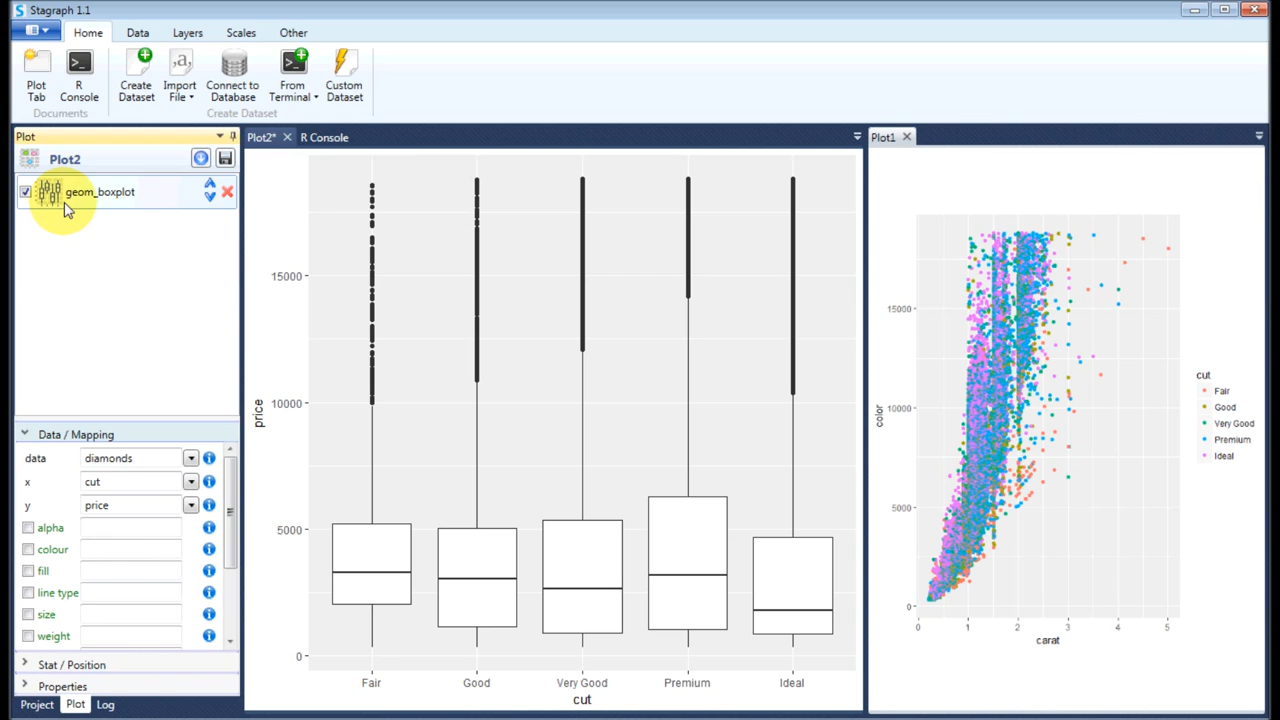 Stagraph 1.1
Home Data Layers Scales Other
Plot Tab
R Console
Create Dataset
Import File
Connect to Database
From Terminal
Custom Dataset
Documents
Create Dataset
Plot
Plot2
geom_boxplot
Data / Mapping
data diamonds
x cut
y price
alpha
colour
fill
line type
size
weight
Stat / Position
Properties
Project Plot Log
Plot2* R Console
price
15000
10000
5000
0
Fair Good Very Good Premium Ideal
cut
Plot1
color
15000
10000
5000
0
0 1 2 3 4 5
carat
cut
Fair
Good
Very Good
Premium
Ideal